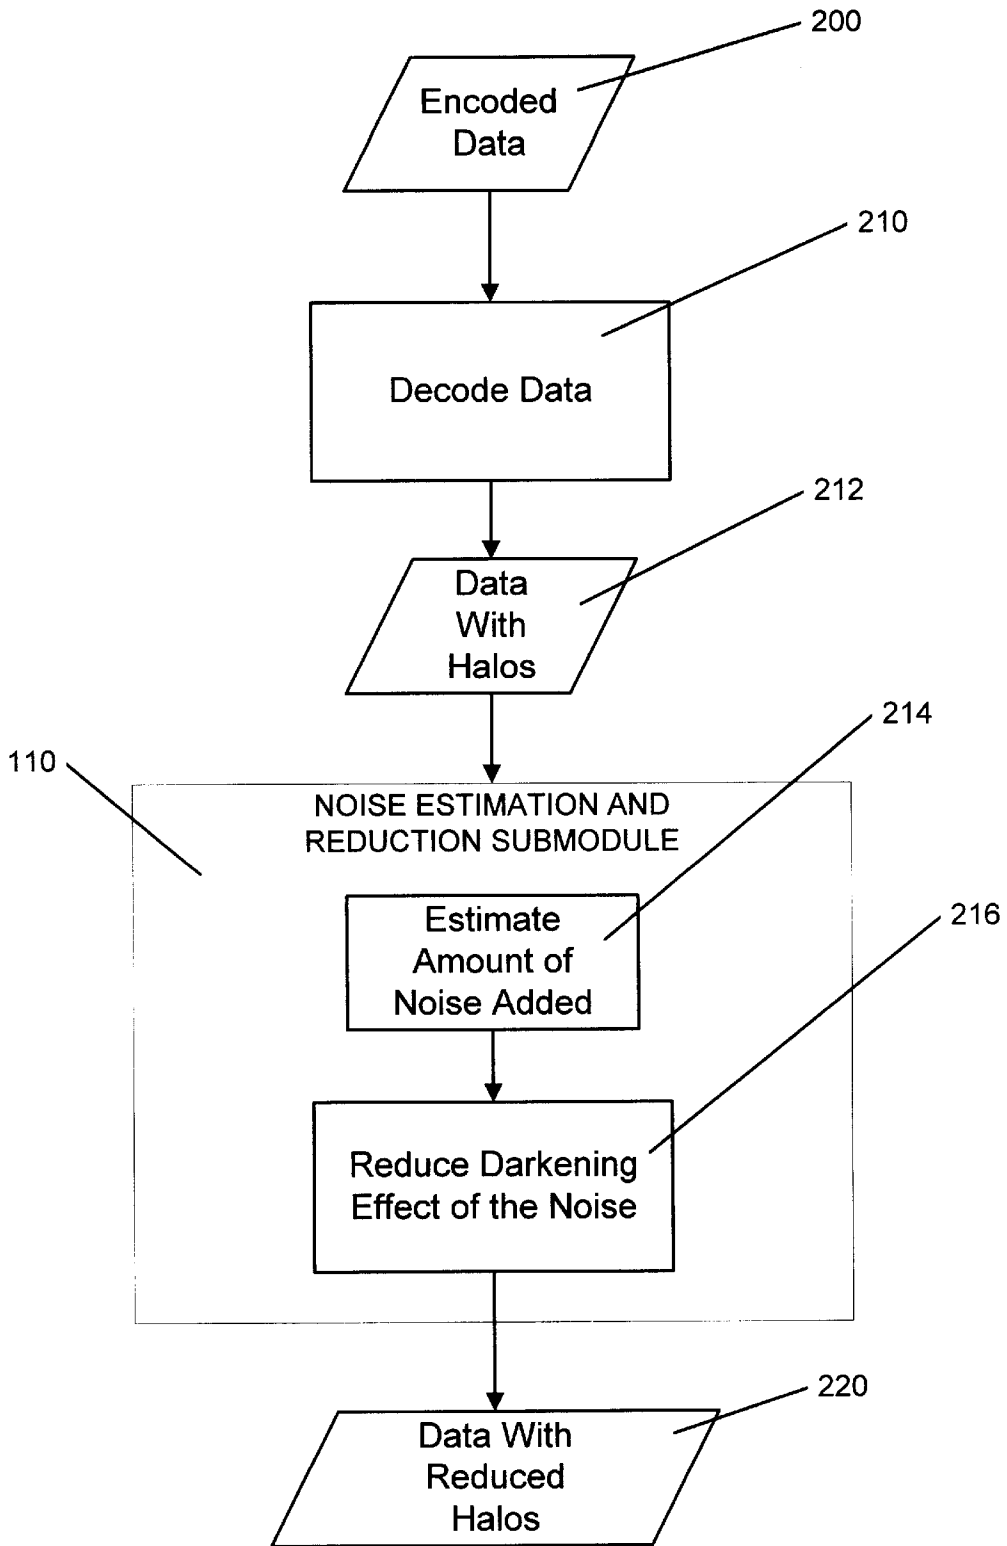 200
Encoded
Data
210
Decode Data
212
Data
With
Halos
214
110
NOISE ESTIMATION AND
REDUCTION SUBMODULE
Estimate
Amount of
Noise Added
216
Reduce Darkening
Effect of the Noise
220
Data With
Reduced
Halos